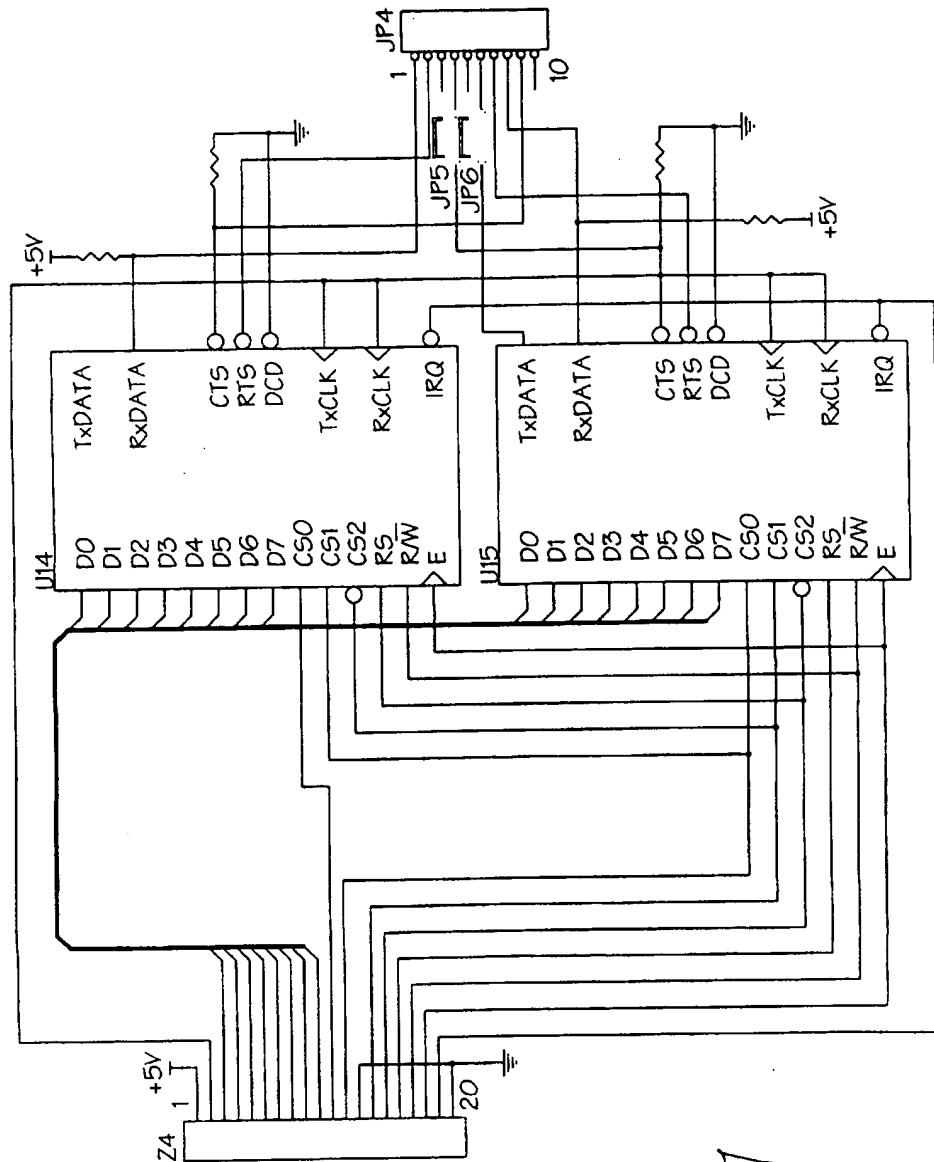 JP4
1
10
JP5
JP6
+5V
+5V
U14
TxDATA
RxDATA
CTS
RTS
DCD
TxCLK
RxCLK
IRQ
D0
D1
D2
D3
D4
D5
D6
D7
CS0
CS1
CS2
RS
R/W̅
E
U15
TxDATA
RxDATA
CTS
RTS
DCD
TxCLK
RxCLK
IRQ
D0
D1
D2
D3
D4
D5
D6
D7
CS0
CS1
CS2
RS
R/W̅
E
+5V
1
20
Z4